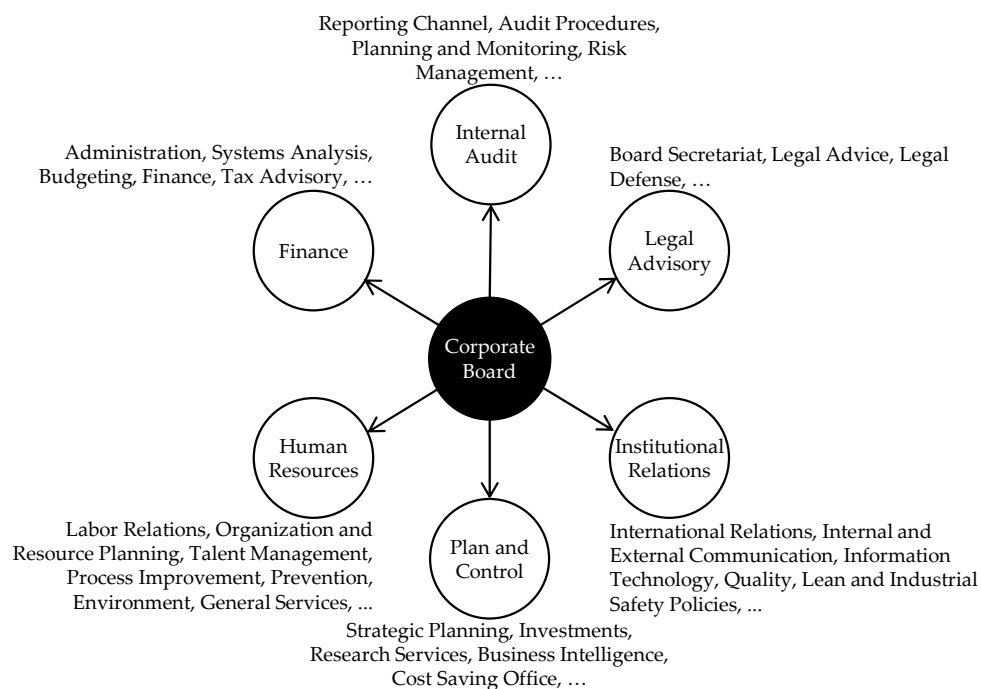 Reporting Channel, Audit Procedures,
Planning and Monitoring, Risk
Management, …
Internal
Audit
Administration, Systems Analysis,
Budgeting, Finance, Tax Advisory, …
Finance
Board Secretariat, Legal Advice, Legal
Defense, …
Legal
Advisory
Corporate
Board
Human
Resources
Labor Relations, Organization and
Resource Planning, Talent Management,
Process Improvement, Prevention,
Environment, General Services, ...
Institutional
Relations
International Relations, Internal and
External Communication, Information
Technology, Quality, Lean and Industrial
Safety Policies, ...
Plan and
Control
Strategic Planning, Investments,
Research Services, Business Intelligence,
Cost Saving Office, …